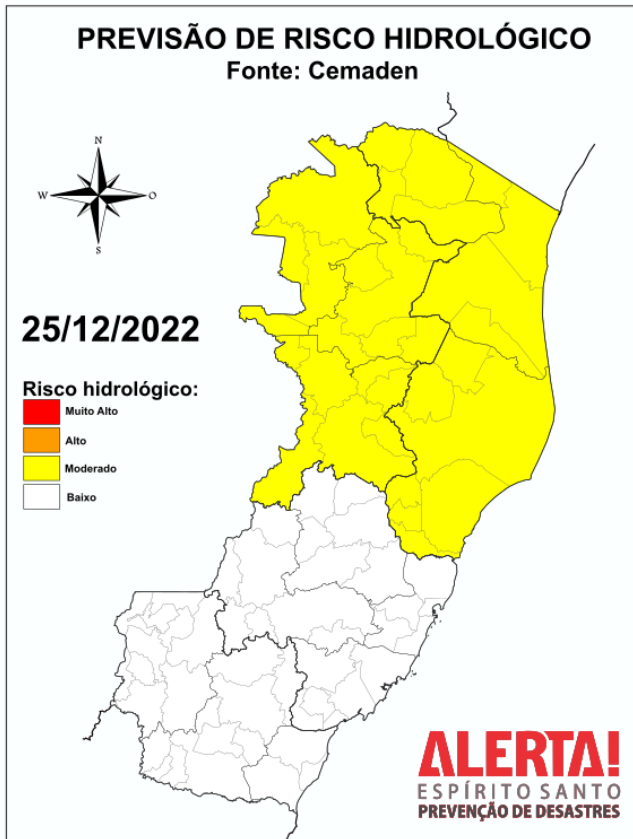 PREVISÃO DE RISCO HIDROLÓGICO
Fonte: Cemaden
N
W
O
S
25/12/2022
Risco hidrológico:
Muito Alto
Alto
Moderado
Baixo
ALERTA!
ESPÍRITO SANTO
PREVENÇÃO DE DESASTRES